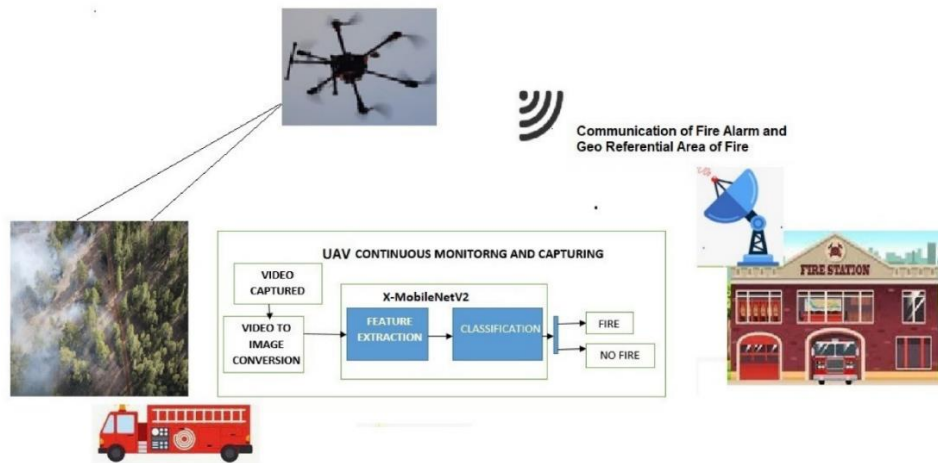 Communication of Fire Alarm and
Geo Referential Area of Fire
UAV CONTINUOUS MONITORNG AND CAPTURING
VIDEO
CAPTURED
VIDEO TO
IMAGE
CONVERSION
X-MobileNetV2
FEATURE
EXTRACTION
CLASSIFICATION
FIRE
NO FIRE
FIRE STATION